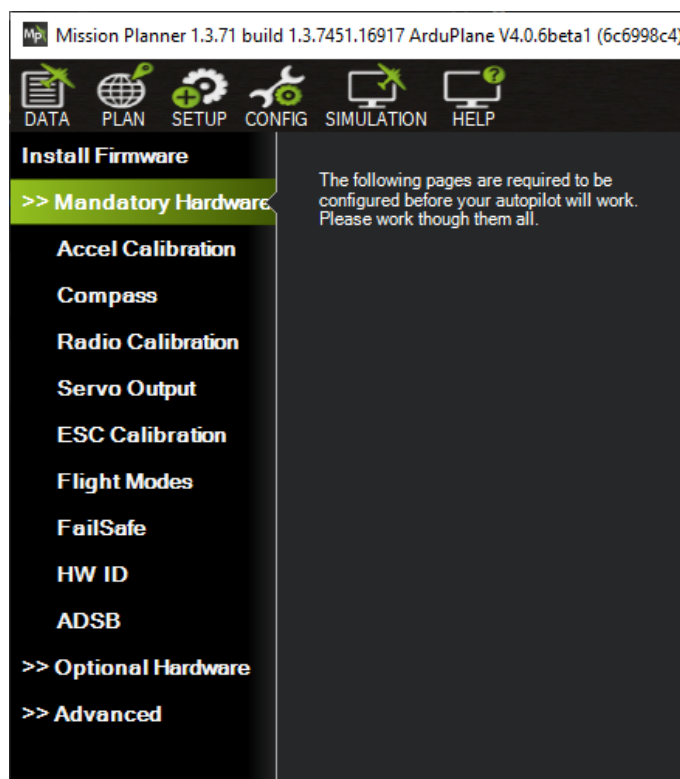 Mission Planner 1.3.71 build 1.3.7451.16917 ArduPlane V4.0.6beta1 (6c6998c4)
DATA PLAN SETUP CONFIG SIMULATION HELP
Install Firmware
>> Mandatory Hardware
Accel Calibration
Compass
Radio Calibration
Servo Output
ESC Calibration
Flight Modes
FailSafe
HW ID
ADSB
>> Optional Hardware
>> Advanced
The following pages are required to be
configured before your autopilot will work.
Please work though them all.